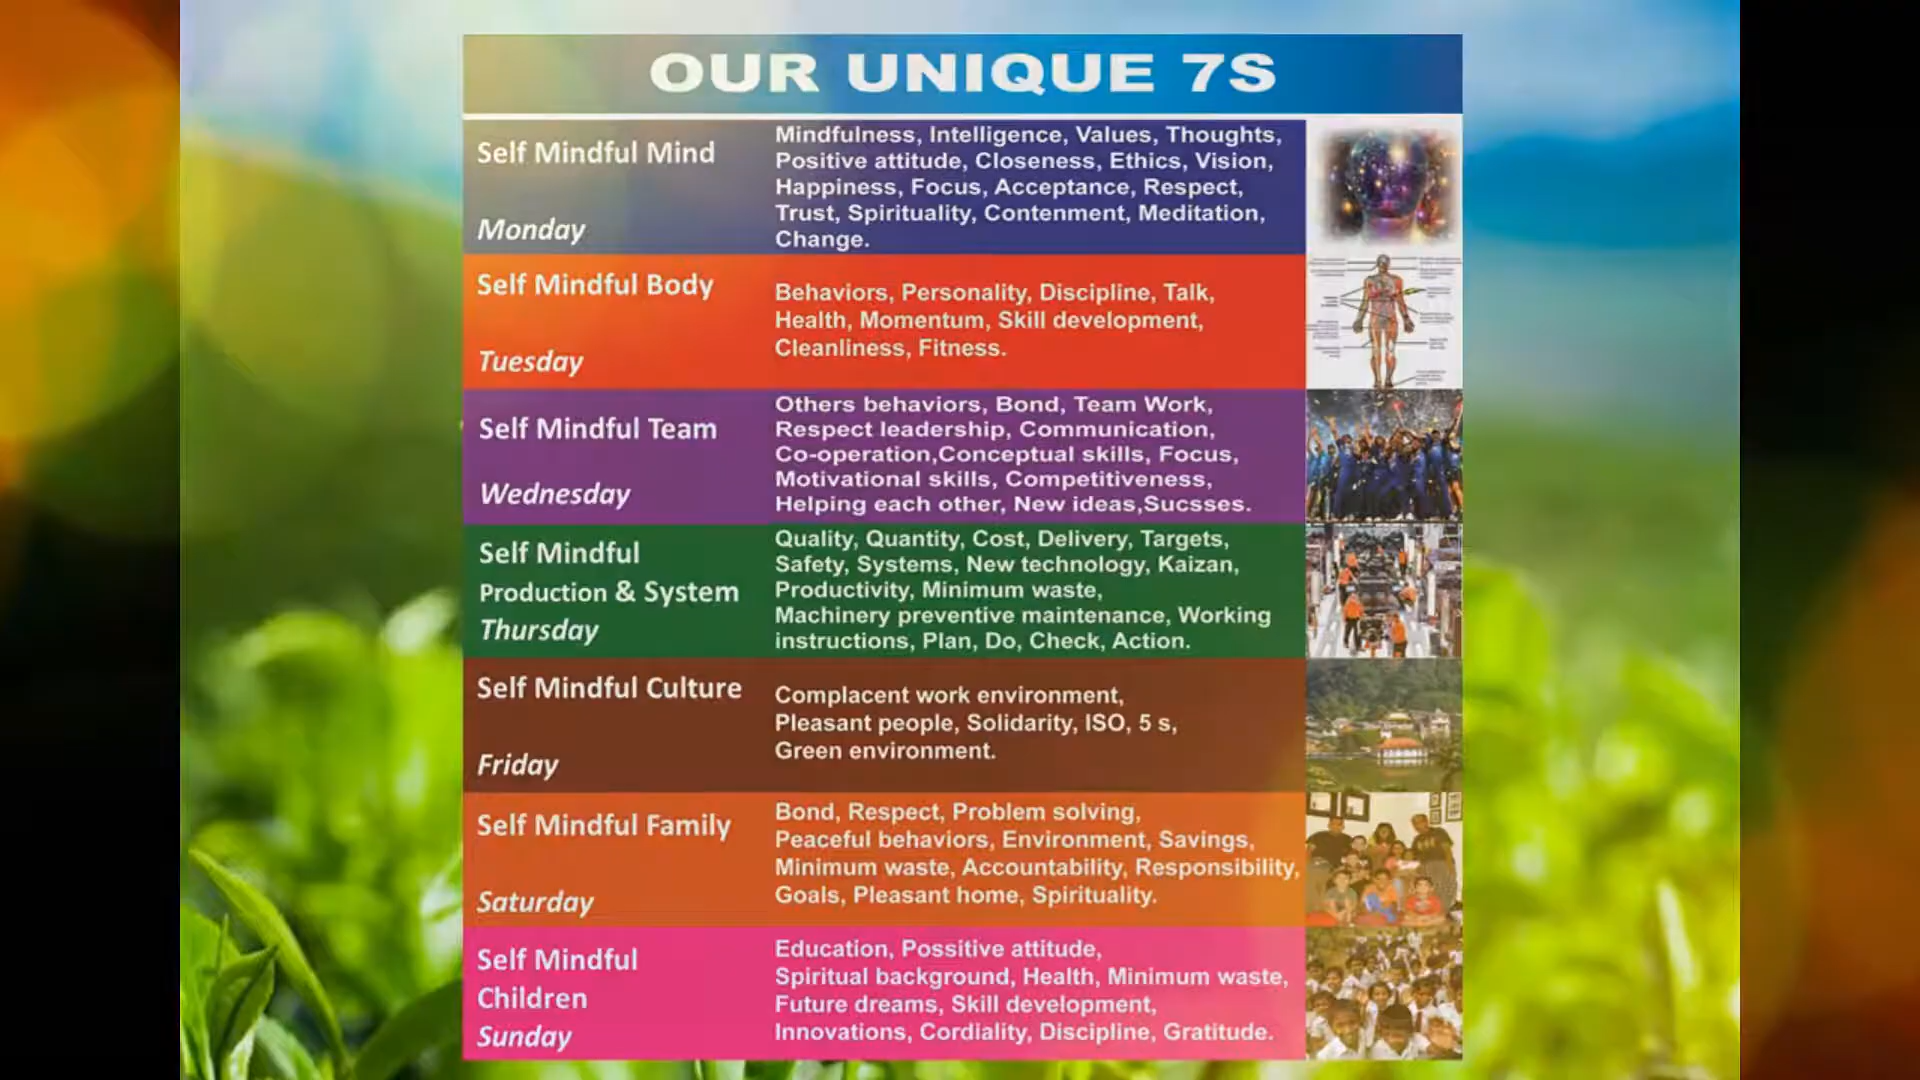 OUR UNIQUE 7S
Self Mindful Mind
Monday
Mindfulness, Intelligence, Values, Thoughts,
Positive attitude, Closeness, Ethics, Vision,
Happiness, Focus, Acceptance, Respect,
Trust, Spirituality, Contenment, Meditation,
Change.
Self Mindful Body
Tuesday
Behaviors, Personality, Discipline, Talk,
Health, Momentum, Skill development,
Cleanliness, Fitness.
Self Mindful Team
Wednesday
Others behaviors, Bond, Team Work,
Respect leadership, Communication,
Co-operation,Conceptual skills, Focus,
Motivational skills, Competitiveness,
Helping each other, New ideas,Sucsses.
Self Mindful
Production & System
Thursday
Quality, Quantity, Cost, Delivery, Targets,
Safety, Systems, New technology, Kaizan,
Productivity, Minimum waste,
Machinery preventive maintenance, Working
instructions, Plan, Do, Check, Action.
Self Mindful Culture
Friday
Complacent work environment,
Pleasant people, Solidarity, ISO, 5 s,
Green environment.
Self Mindful Family
Saturday
Bond, Respect, Problem solving,
Peaceful behaviors, Environment, Savings,
Minimum waste, Accountability, Responsibility,
Goals, Pleasant home, Spirituality.
Self Mindful
Children
Sunday
Education, Possitive attitude,
Spiritual background, Health, Minimum waste,
Future dreams, Skill development,
Innovations, Cordiality, Discipline, Gratitude.